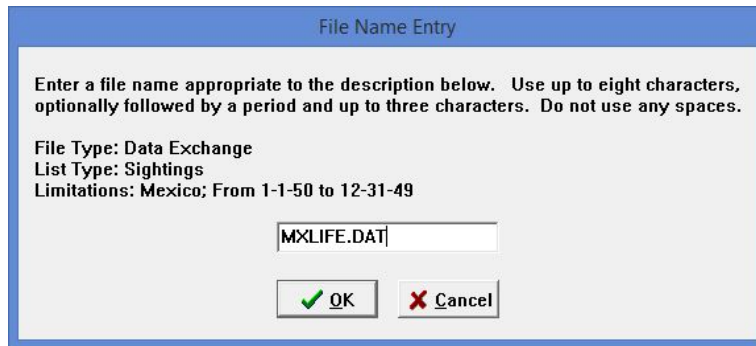 File Name Entry
Enter a file name appropriate to the description below.   Use up to eight characters,
optionally followed by a period and up to three characters.  Do not use any spaces.
File Type: Data Exchange
List Type: Sightings
Limitations: Mexico; From 1-1-50 to 12-31-49
MXLIFE.DAT
OK Cancel